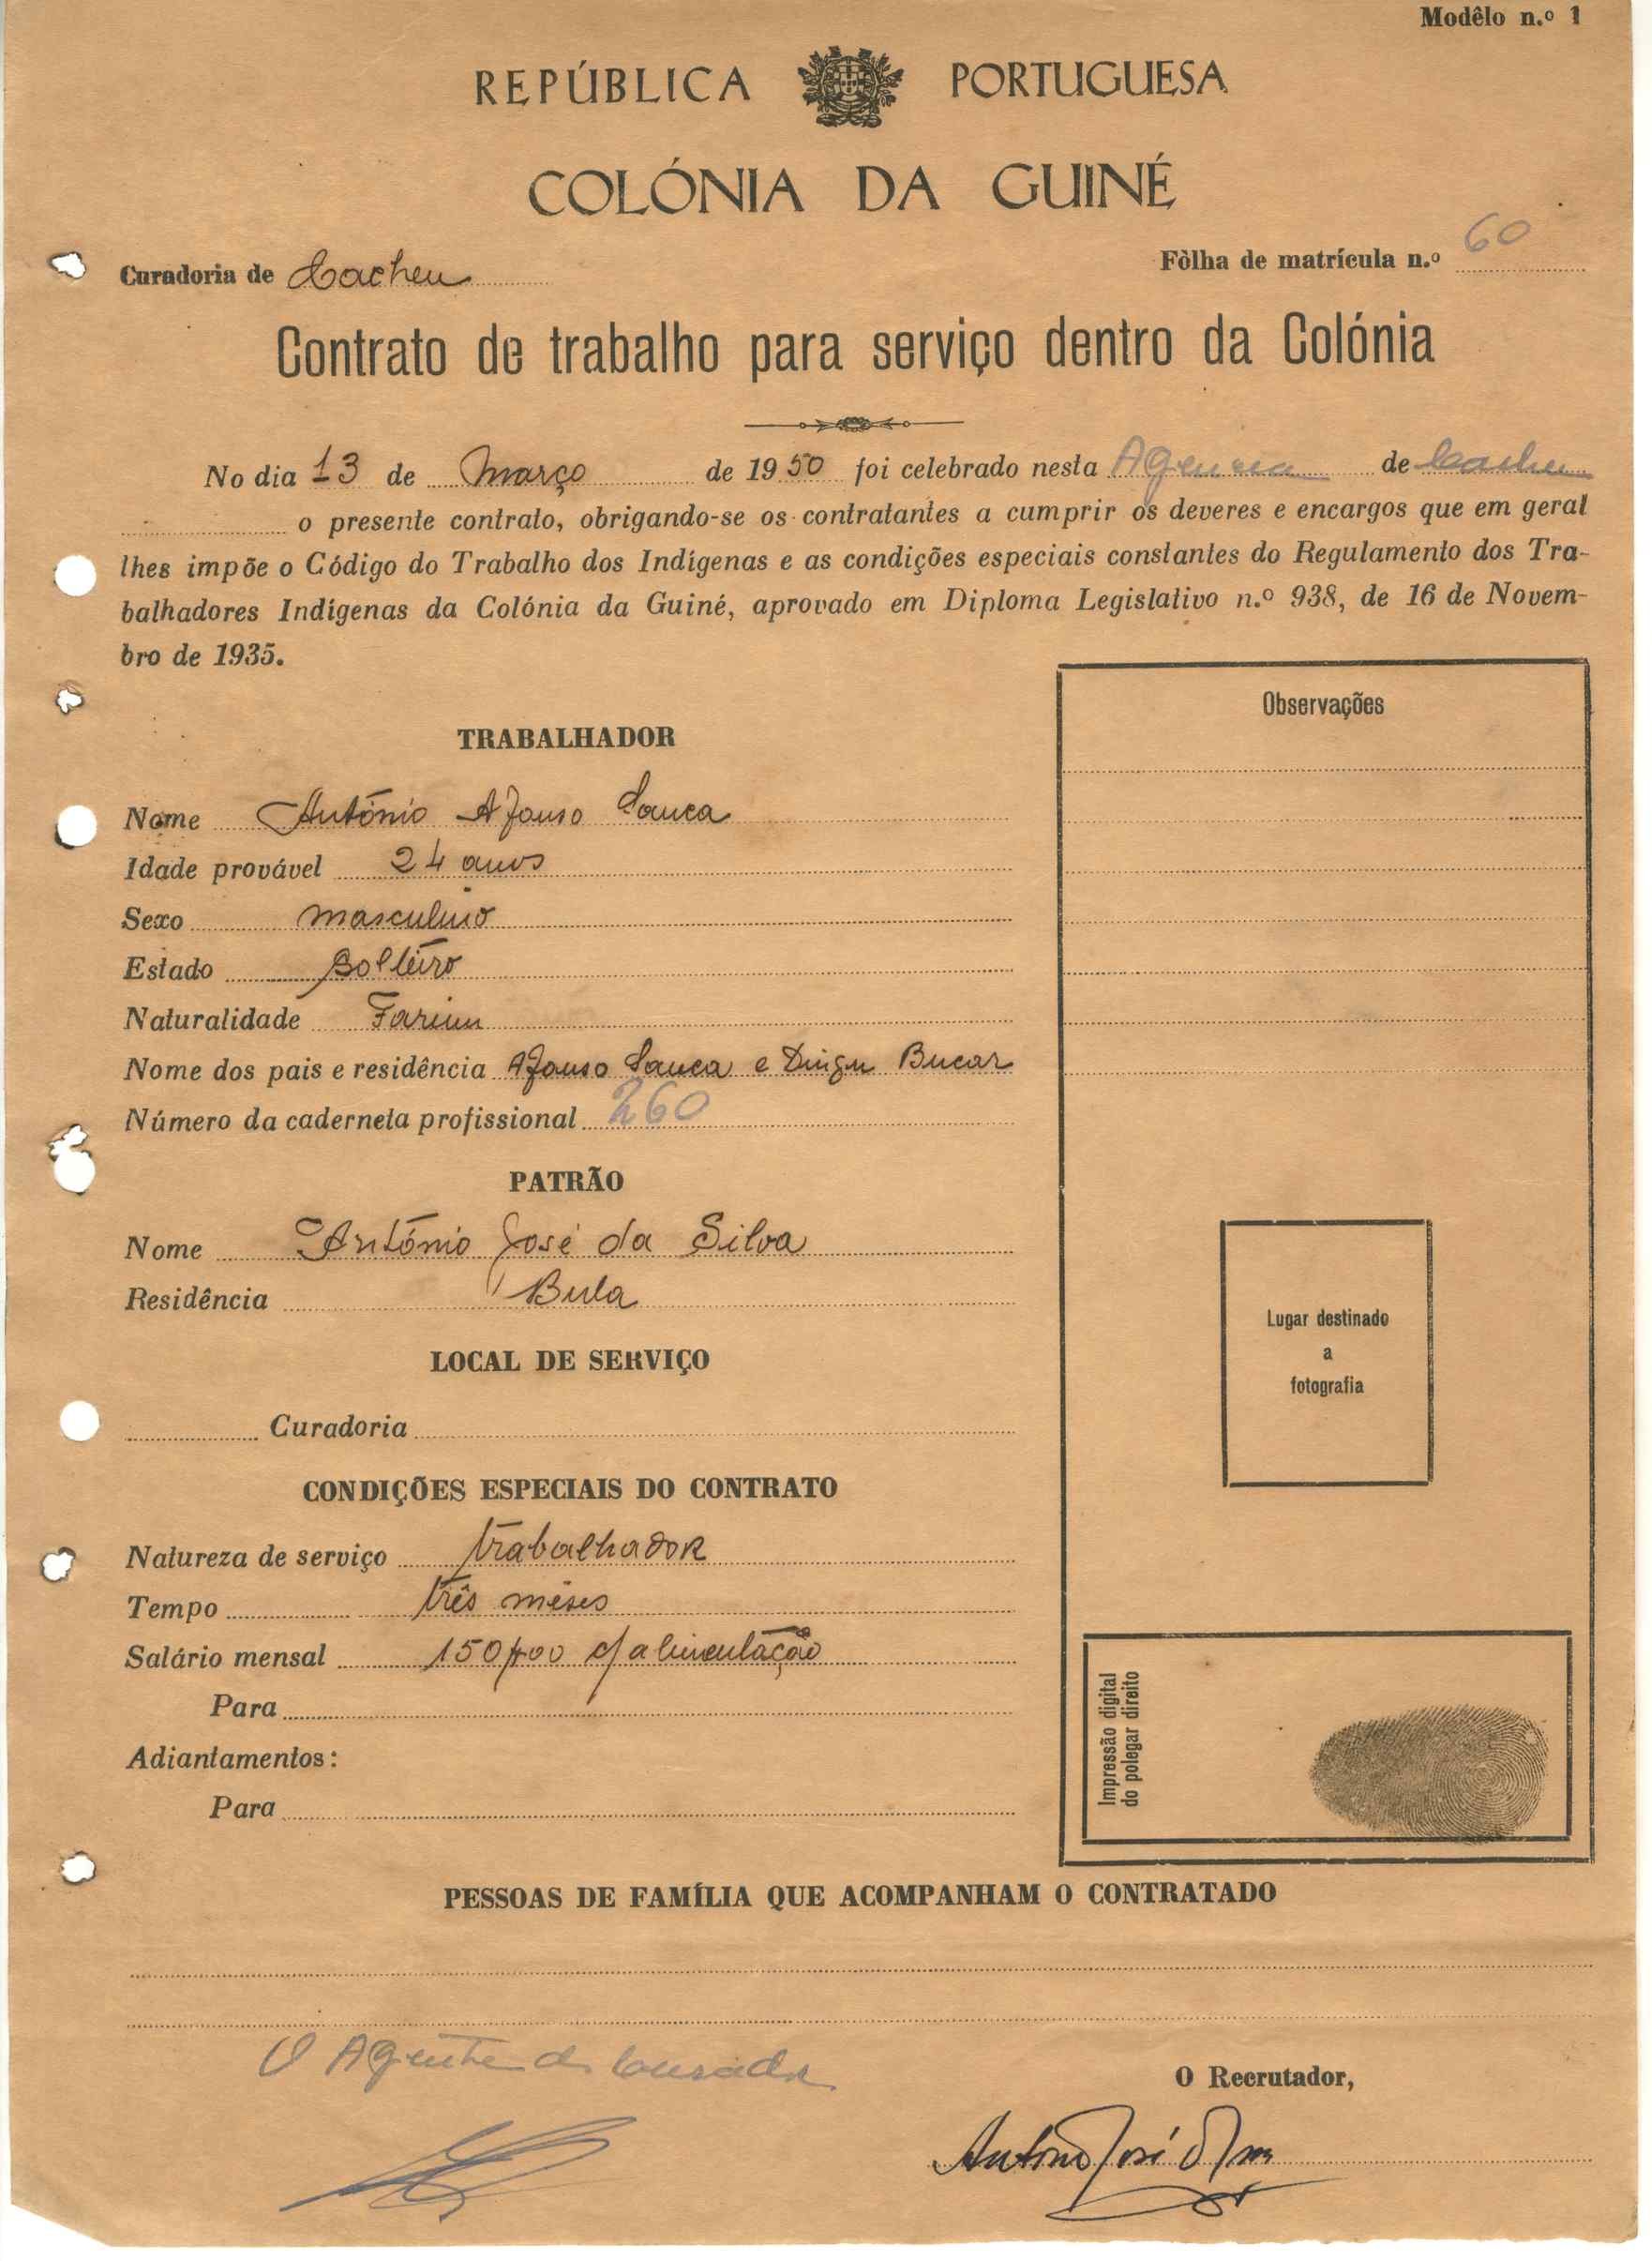 Modêlo n.º 1
REPÚBLICA PORTUGUESA
COLÓNIA DA GUINÉ
Curadoria de Cacheu
Fôlha de matrícula n.º 60
Contrato de trabalho para serviço dentro da Colónia
No dia 13 de Março de 1950 foi celebrado nesta Agencia de Cacheu
o presente contrato, obrigando-se os contratantes a cumprir os deveres e encargos que em geral
lhes impõe o Código do Trabalho dos Indígenas e as condições especiais constantes do Regulamento dos Tra-
balhadores Indígenas da Colónia da Guiné, aprovado em Diploma Legislativo n.º 938, de 16 de Novem-
bro de 1935.
TRABALHADOR
Nome António Afonso
Idade provável 24 anos
Sexo masculino
Estado Solteiro
Naturalidade Farim
Nome dos pais e residência Afonso e Bucar
Número da caderneta profissional 260
PATRÃO
Nome António José da Silva
Residência Bula
LOCAL DE SERVIÇO
Curadoria
CONDIÇÕES ESPECIAIS DO CONTRATO
Natureza de serviço trabalhador
Tempo três mêses
Salário mensal 150$00 c/ alimentação
Para
Adiantamentos:
Para
Observações
Lugar destinado
a
fotografia
Impressão digital
do polegar direito
PESSOAS DE FAMÍLIA QUE ACOMPANHAM O CONTRATADO
O Agente do Curador
O Recrutador,
António José